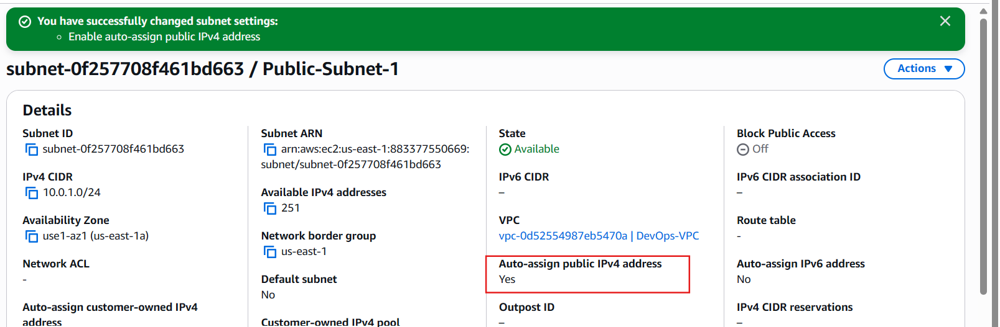 You have successfully changed subnet settings:
Enable auto-assign public IPv4 address
subnet-0f257708f461bd663 / Public-Subnet-1
Actions
Details
Subnet ID
subnet-0f257708f461bd663
IPv4 CIDR
10.0.1.0/24
Availability Zone
use1-az1 (us-east-1a)
Network ACL
-
Auto-assign customer-owned IPv4
address
Subnet ARN
arn:aws:ec2:us-east-1:883377550669:
subnet/subnet-0f257708f461bd663
Available IPv4 addresses
251
Network border group
us-east-1
Default subnet
No
Customer-owned IPv4 pool
State
Available
IPv6 CIDR
–
VPC
vpc-0d52554987eb5470a | DevOps-VPC
Auto-assign public IPv4 address
Yes
Outpost ID
–
Block Public Access
Off
IPv6 CIDR association ID
–
Route table
-
Auto-assign IPv6 address
No
IPv4 CIDR reservations
–